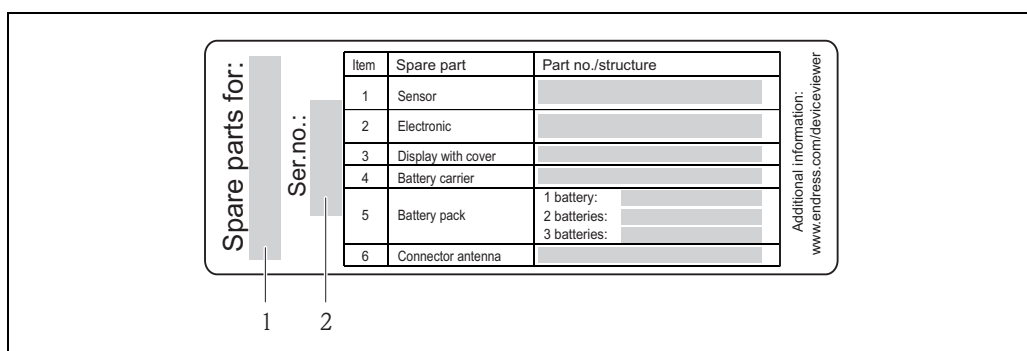 Spare parts for:
Ser.no.:
Item Spare part Part no./structure
1 Sensor
2 Electronic
3 Display with cover
4 Battery carrier
5 Battery pack 1 battery:
2 batteries:
3 batteries:
6 Connector antenna
Additional information:
www.endress.com/deviceviewer
1 2